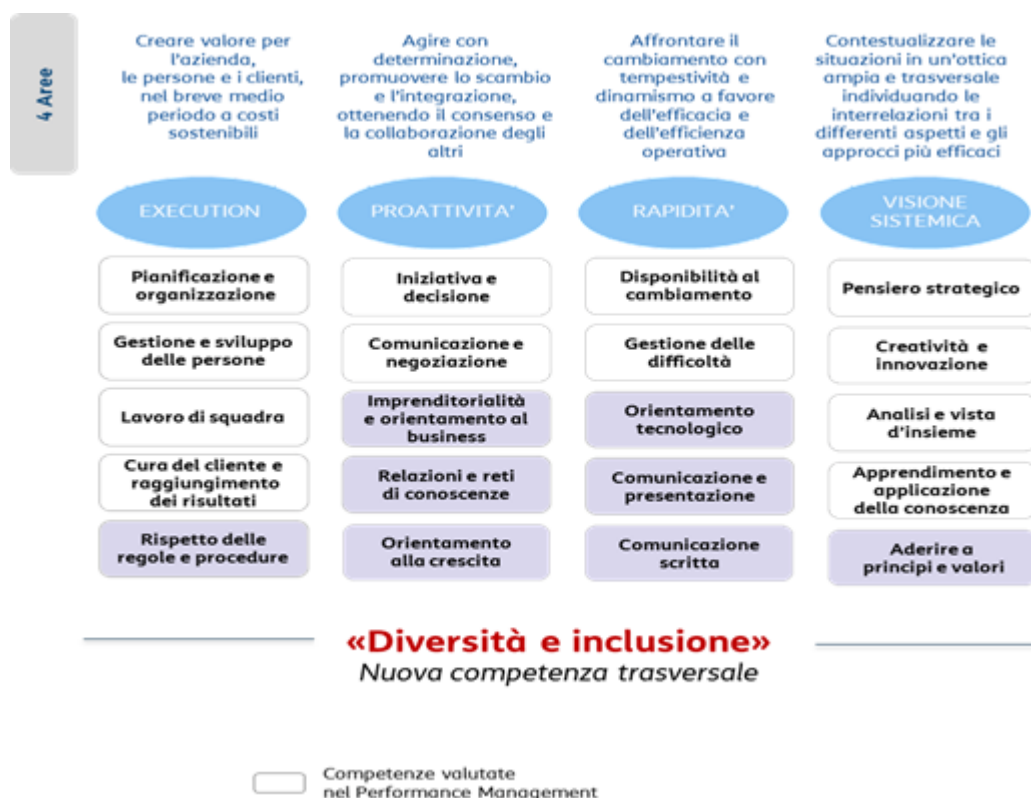 4 Aree
Creare valore per
l'azienda,
le persone e i clienti,
nel breve medio
periodo a costi
sostenibili
Agire con
determinazione,
promuovere lo scambio
e l'integrazione,
ottenendo il consenso e
la collaborazione degli
altri
Affrontare il
cambiamento con
tempestività e
dinamismo a favore
dell'efficacia e
dell'efficienza
operativa
Contestualizzare le
situazioni in un'ottica
ampia e trasversale
individuando le
interrelazioni tra i
differenti aspetti e gli
approcci più efficaci
EXECUTION
PROATTIVITA'
RAPIDITA'
VISIONE
SISTEMICA
Pianificazione e
organizzazione
Gestione e sviluppo
delle persone
Lavoro di squadra
Cura del cliente e
raggiungimento
dei risultati
Rispetto delle
regole e procedure
Iniziativa e
decisione
Comunicazione e
negoziazione
Imprenditorialità
e orientamento al
business
Relazioni e reti
di conoscenze
Orientamento
alla crescita
Disponibilità al
cambiamento
Gestione delle
difficoltà
Orientamento
tecnologico
Comunicazione e
presentazione
Comunicazione
scritta
Pensiero strategico
Creatività e
innovazione
Analisi e vista
d'insieme
Apprendimento e
applicazione
della conoscenza
Aderire a
principi e valori
«Diversità e inclusione»
Nuova competenza trasversale
Competenze valutate
nel Performance Management